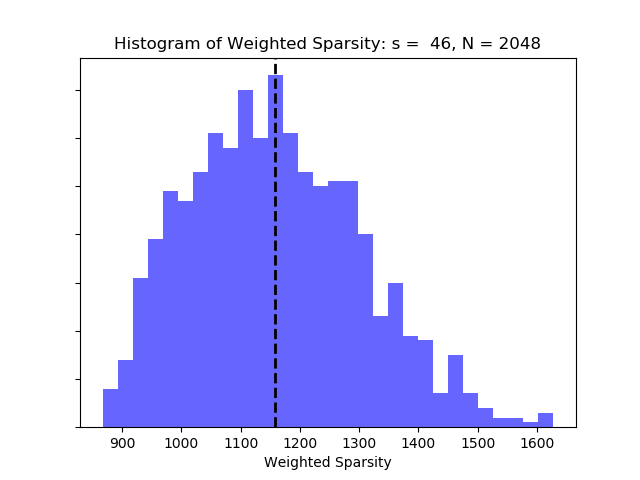 Histogram of Weighted Sparsity: s =  46, N = 2048
900 1000 1100 1200 1300 1400 1500 1600
Weighted Sparsity